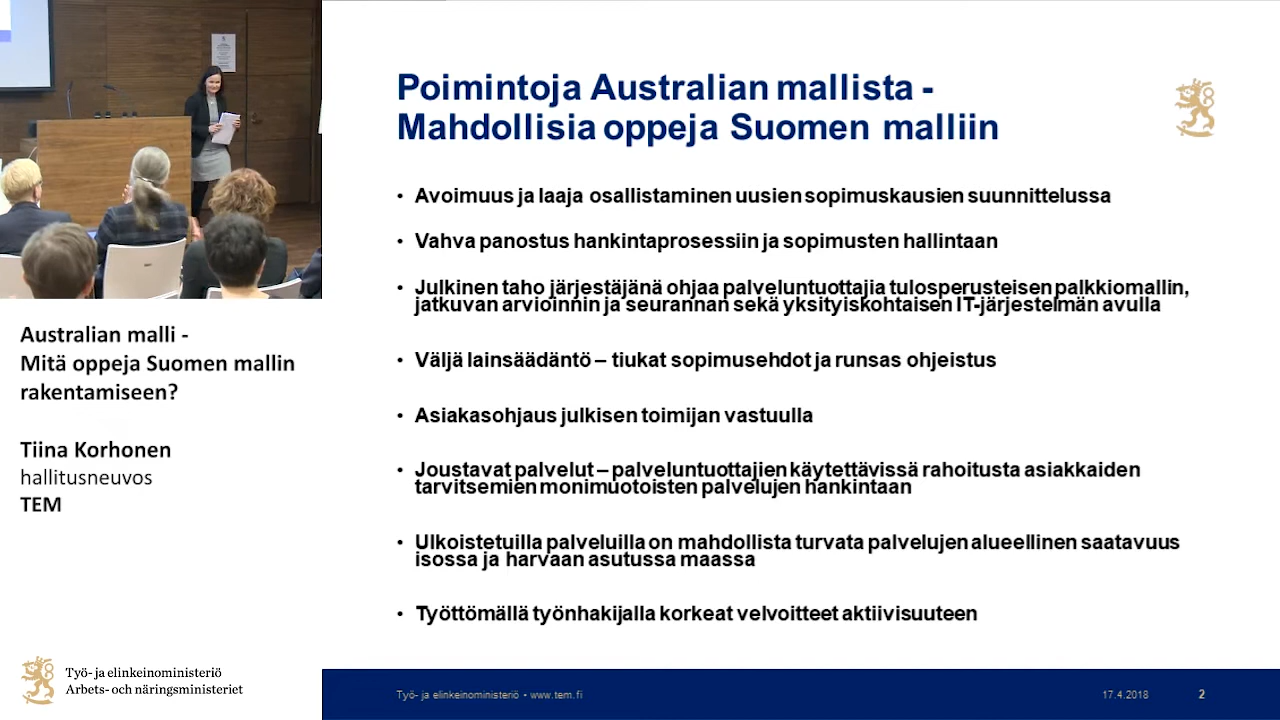 Australian malli -
Mitä oppeja Suomen mallin
rakentamiseen?
Tiina Korhonen
hallitusneuvos
TEM
Työ- ja elinkeinoministeriö
Arbets- och näringsministeriet
Poimintoja Australian mallista -
Mahdollisia oppeja Suomen malliin
• Avoimuus ja laaja osallistaminen uusien sopimuskausien suunnittelussa
• Vahva panostus hankintaprosessiin ja sopimusten hallintaan
• Julkinen taho järjestäjänä ohjaa palveluntuottajia tulosperusteisen palkkiomallin,
jatkuvan arvioinnin ja seurannan sekä yksityiskohtaisen IT-järjestelmän avulla
• Väljä lainsäädäntö – tiukat sopimusehdot ja runsas ohjeistus
• Asiakasohjaus julkisen toimijan vastuulla
• Joustavat palvelut – palveluntuottajien käytettävissä rahoitusta asiakkaiden
tarvitsemien monimuotoisten palvelujen hankintaan
• Ulkoistetuilla palveluilla on mahdollista turvata palvelujen alueellinen saatavuus
isossa ja harvaan asutussa maassa
• Työttömällä työnhakijalla korkeat velvoitteet aktiivisuuteen
Työ- ja elinkeinoministeriö • www.tem.fi
17.4.2018
2